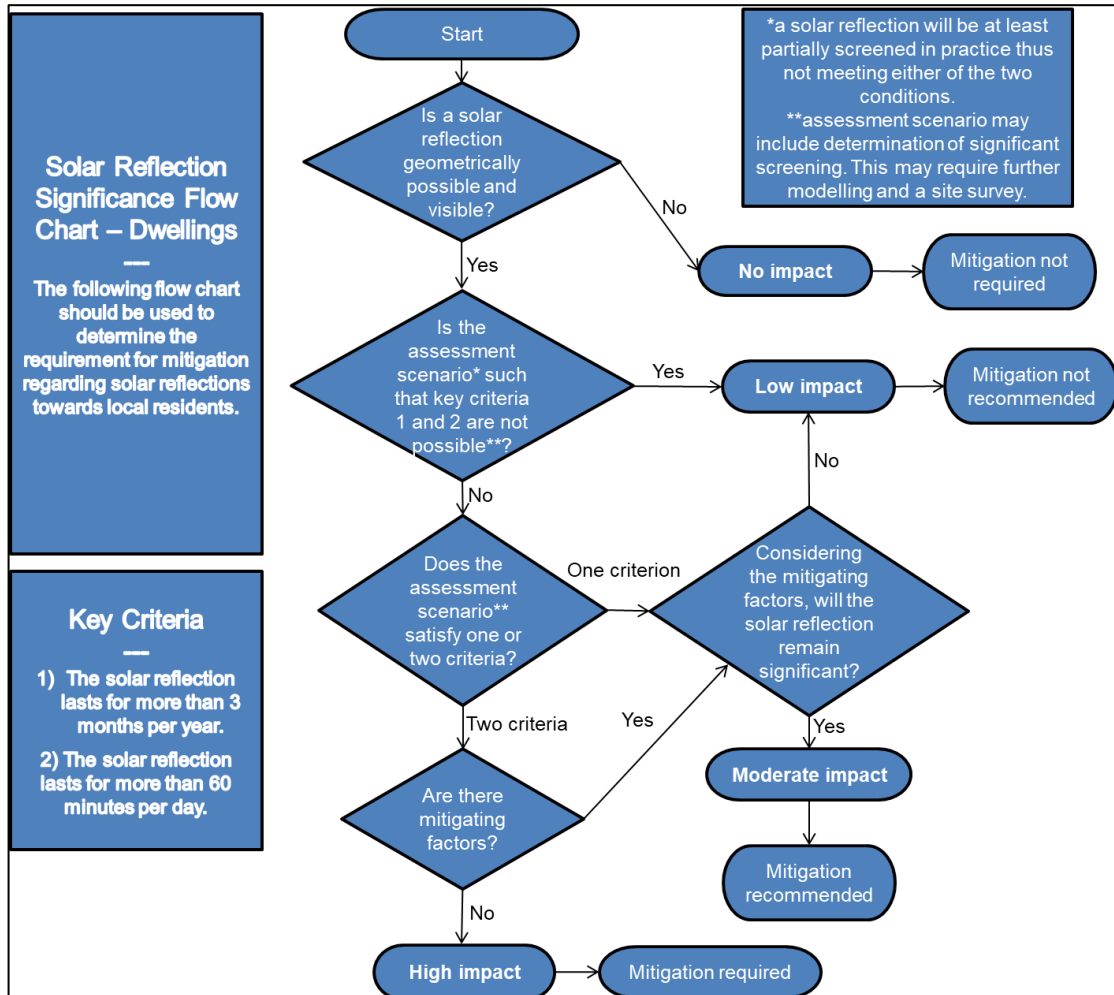 Solar Reflection
Significance Flow
Chart – Dwellings
---
The following flow chart
should be used to
determine the
requirement for mitigation
regarding solar reflections
towards local residents.
Key Criteria
---
1) The solar reflection
lasts for more than 3
months per year.
2) The solar reflection
lasts for more than 60
minutes per day.
Start
*a solar reflection will be at least
partially screened in practice thus
not meeting either of the two
conditions.
**assessment scenario may
include determination of significant
screening. This may require further
modelling and a site survey.
Is a solar
reflection
geometrically
possible and
visible?
No
No impact
Mitigation not
required
Yes
Is the
assessment
scenario* such
that key criteria
1 and 2 are not
possible**?
Yes
Low impact
Mitigation not
recommended
No
No
Does the
assessment
scenario**
satisfy one or
two criteria?
One criterion
Considering
the mitigating
factors, will the
solar reflection
remain
significant?
Two criteria
Yes
Yes
Are there
mitigating
factors?
Moderate impact
Mitigation
recommended
No
High impact
Mitigation required